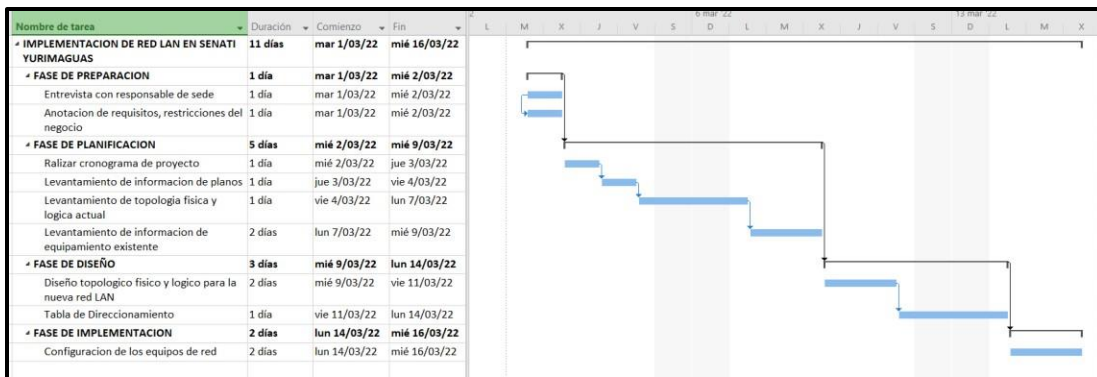 2 6 mar '22 13 mar '22
Nombre de tarea Duración Comienzo Fin L M X J V S D L M X J V S D L M X
IMPLEMENTACION DE RED LAN EN SENATI 11 días mar 1/03/22 mié 16/03/22
YURIMAGUAS
FASE DE PREPARACION 1 día mar 1/03/22 mié 2/03/22
Entrevista con responsable de sede 1 día mar 1/03/22 mié 2/03/22
Anotacion de requisitos, restricciones del 1 día mar 1/03/22 mié 2/03/22
negocio
FASE DE PLANIFICACION 5 días mié 2/03/22 mié 9/03/22
Ralizar cronograma de proyecto 1 día mié 2/03/22 jue 3/03/22
Levantamiento de informacion de planos 1 día jue 3/03/22 vie 4/03/22
Levantamiento de topologia fisica y 1 día vie 4/03/22 lun 7/03/22
logica actual
Levantamiento de informacion de 2 días lun 7/03/22 mié 9/03/22
equipamiento existente
FASE DE DISEÑO 3 días mié 9/03/22 lun 14/03/22
Diseño topologico fisico y logico para la 2 días mié 9/03/22 vie 11/03/22
nueva red LAN
Tabla de Direccionamiento 1 día vie 11/03/22 lun 14/03/22
FASE DE IMPLEMENTACION 2 días lun 14/03/22 mié 16/03/22
Configuracion de los equipos de red 2 días lun 14/03/22 mié 16/03/22